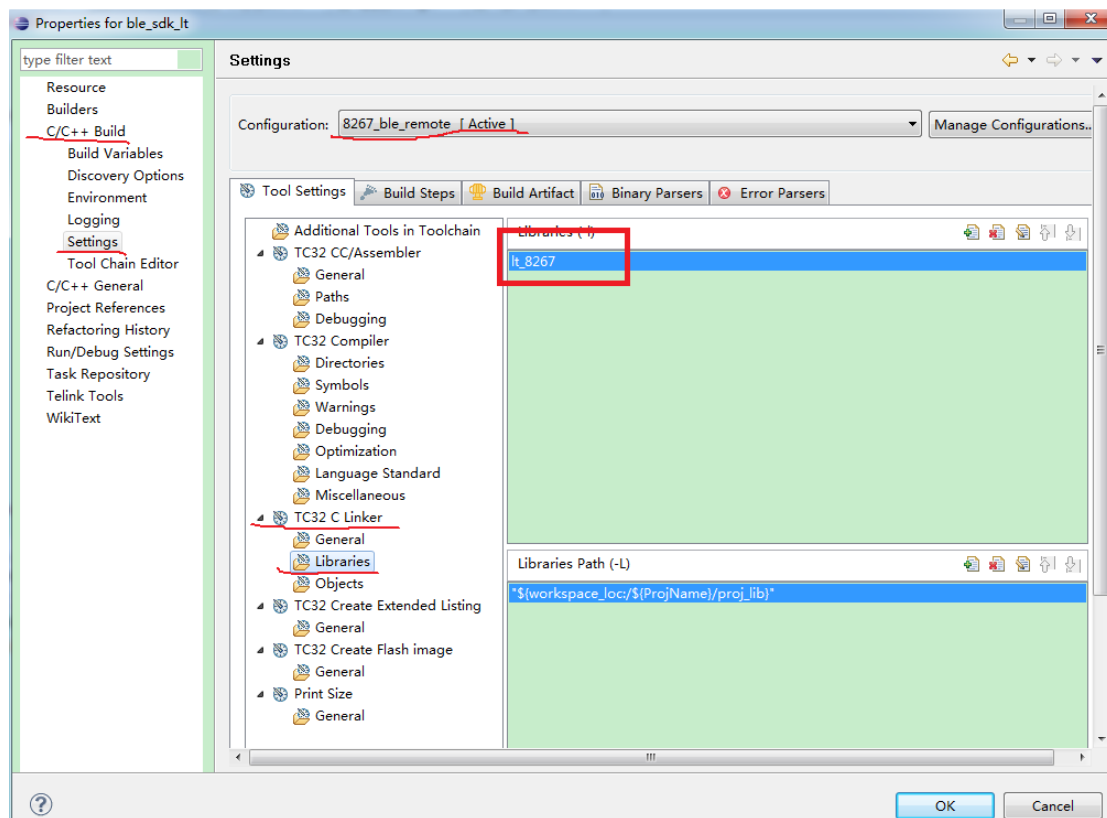 Properties for ble_sdk_lt
type filter text
Resource
Builders
C/C++ Build
Build Variables
Discovery Options
Environment
Logging
Settings
Tool Chain Editor
C/C++ General
Project References
Refactoring History
Run/Debug Settings
Task Repository
Telink Tools
WikiText
Settings
Configuration: 8267_ble_remote [ Active ]
Manage Configurations..
Tool Settings
Build Steps
Build Artifact
Binary Parsers
Error Parsers
Additional Tools in Toolchain
TC32 CC/Assembler
General
Paths
Debugging
TC32 Compiler
Directories
Symbols
Warnings
Debugging
Optimization
Language Standard
Miscellaneous
TC32 C Linker
General
Libraries
Objects
TC32 Create Extended Listing
General
TC32 Create Flash image
General
Print Size
General
Libraries (-l)
lt_8267
Libraries Path (-L)
"${workspace_loc:/${ProjName}/proj_lib}"
OK
Cancel